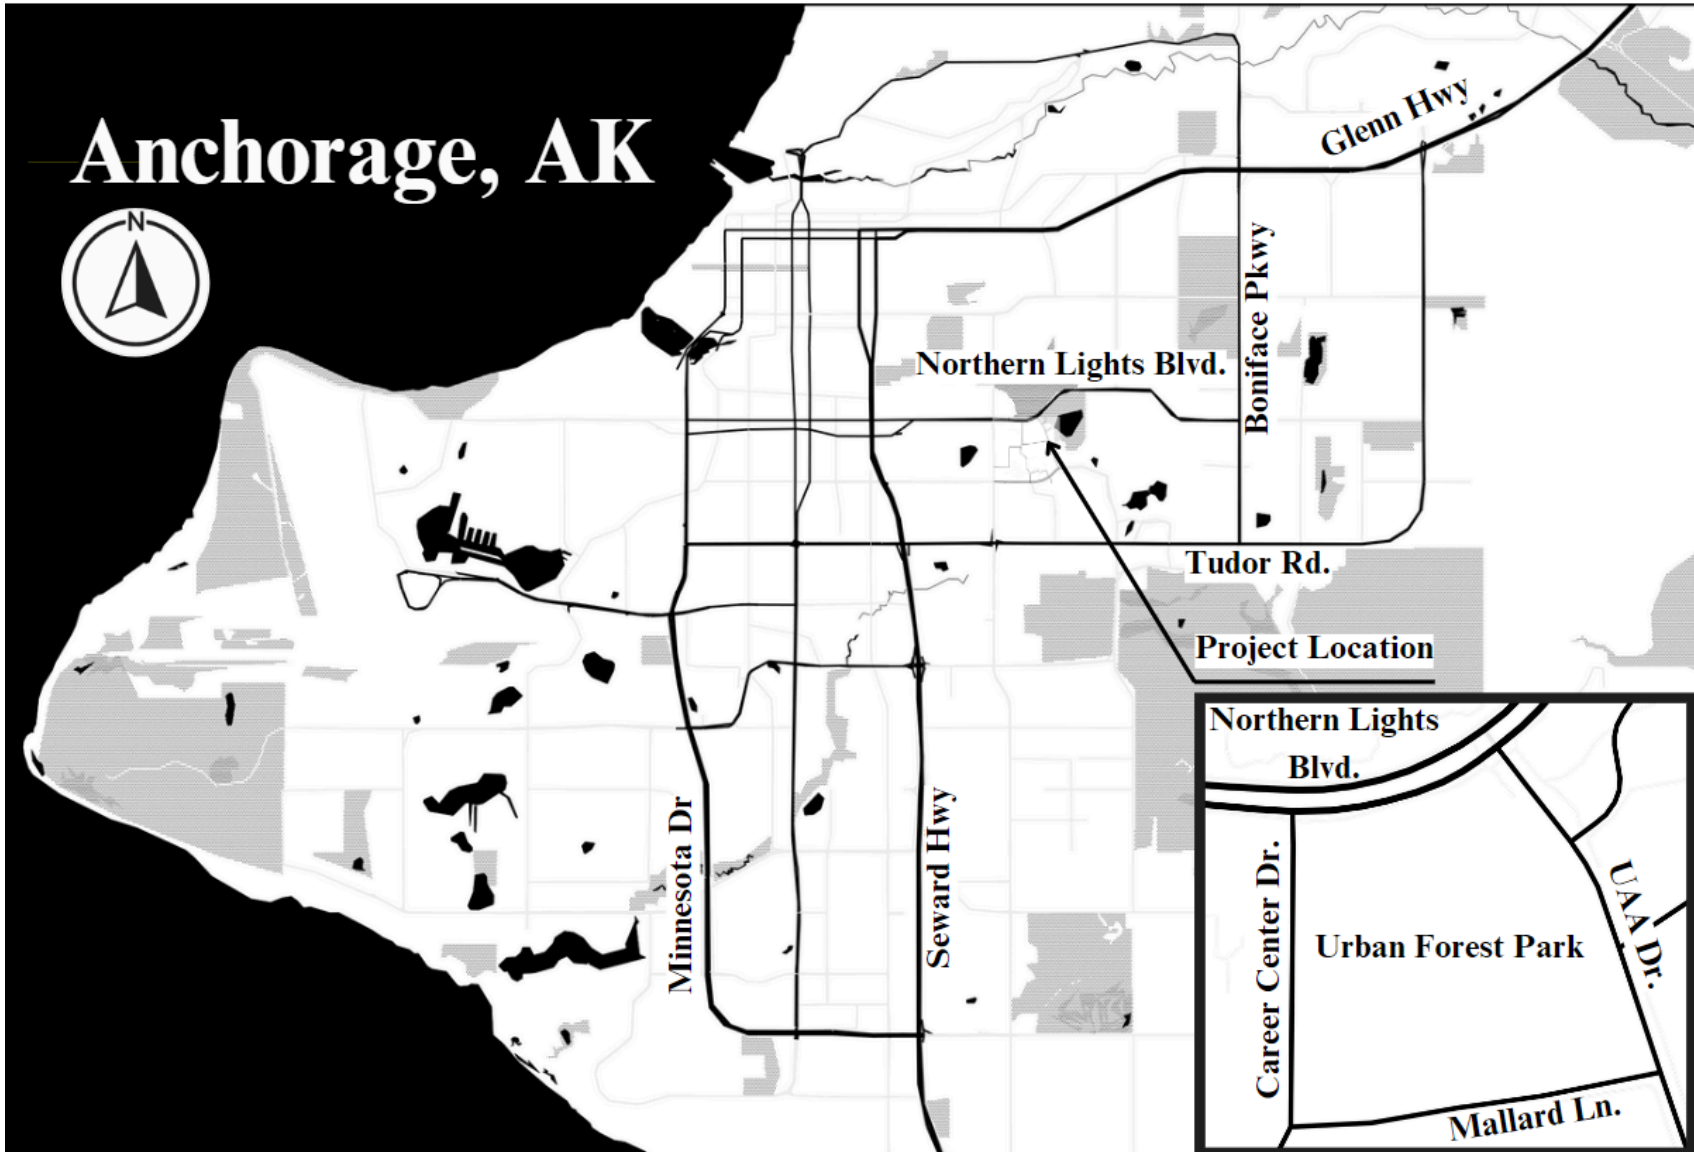 Anchorage, AK
N
Glenn Hwy
Boniface Pkwy
Northern Lights Blvd.
Tudor Rd.
Project Location
Minnesota Dr
Seward Hwy
Northern Lights
Blvd.
Career Center Dr.
Urban Forest Park
UAA Dr.
Mallard Ln.